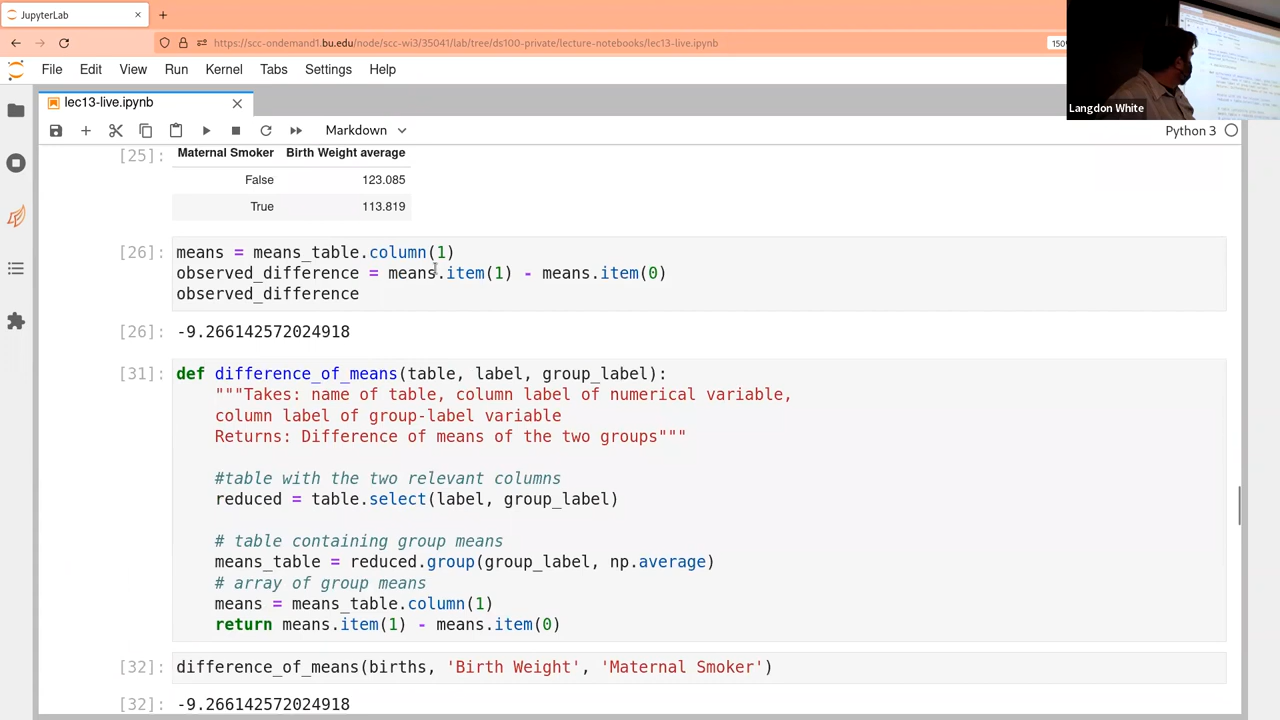 JupyterLab
https://scc-ondemand1.bu.edu/node/scc-wi3/35041/lab/tree/ds100-private/lecture-notebooks/lec13-live.ipynb
150
Langdon White
File Edit View Run Kernel Tabs Settings Help
lec13-live.ipynb
Markdown
Python 3
[25]: Maternal Smoker Birth Weight average
False 123.085
True 113.819
[26]: means = means_table.column(1)
observed_difference = means.item(1) - means.item(0)
observed_difference
[26]: -9.266142572024918
[31]: def difference_of_means(table, label, group_label):
"""Takes: name of table, column label of numerical variable,
column label of group-label variable
Returns: Difference of means of the two groups"""
#table with the two relevant columns
reduced = table.select(label, group_label)
# table containing group means
means_table = reduced.group(group_label, np.average)
# array of group means
means = means_table.column(1)
return means.item(1) - means.item(0)
[32]: difference_of_means(births, 'Birth Weight', 'Maternal Smoker')
[32]: -9.266142572024918